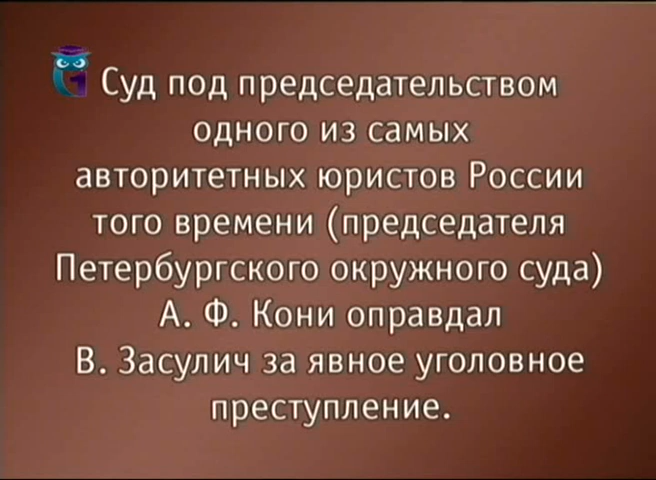 Суд под председательством
одного из самых
авторитетных юристов России
того времени (председателя
Петербургского окружного суда)
А. Ф. Кони оправдал
В. Засулич за явное уголовное
преступление.